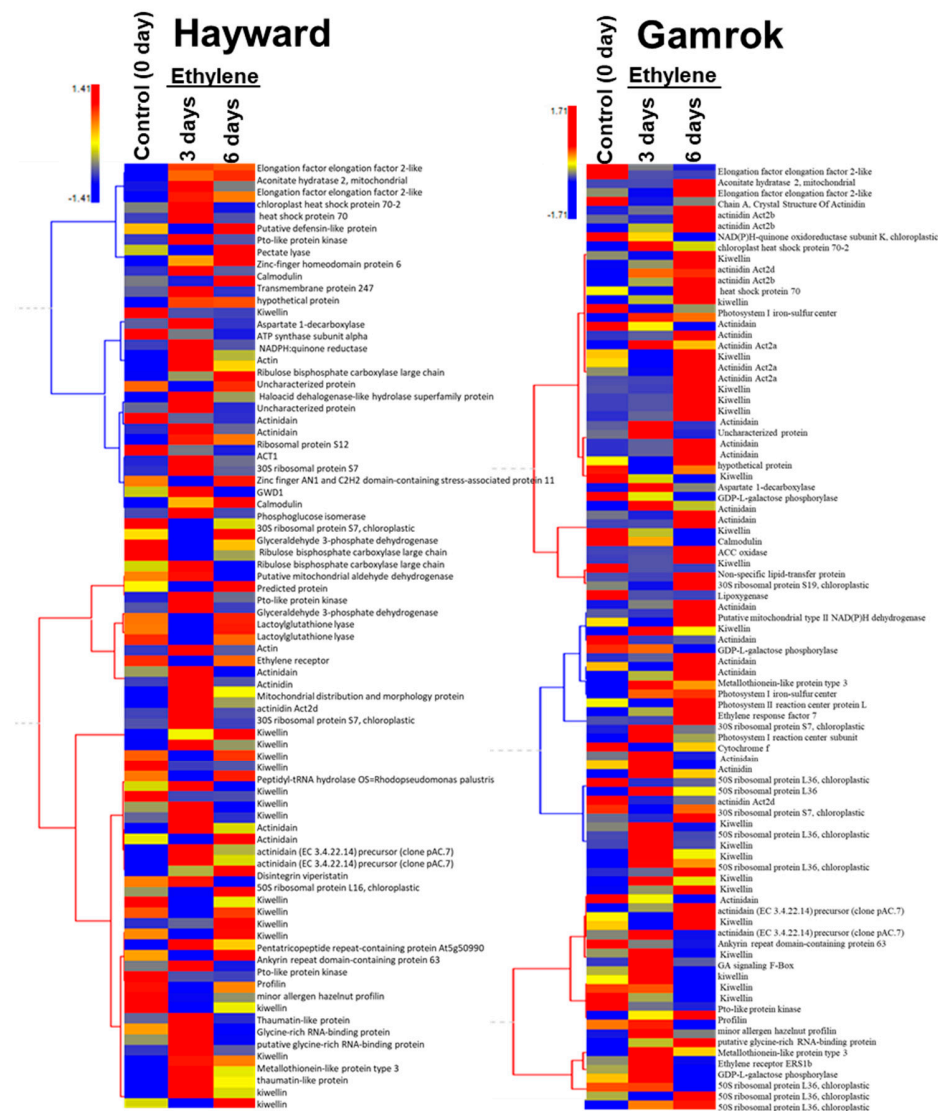 Hayward
Control (0 day)
Ethylene
3 days
6 days
1.41
-1.41
Elongation factor elongation factor 2-like
Aconitate hydratase 2, mitochondrial
Elongation factor elongation factor 2-like
chloroplast heat shock protein 70-2
heat shock protein 70
Putative defensin-like protein
Pto-like protein kinase
Pectate lyase
Zinc-finger homeodomain protein 6
Calmodulin
Transmembrane protein 247
hypothetical protein
Kiwellin
Aspartate 1-decarboxylase
ATP synthase subunit alpha
NADPH:quinone reductase
Actin
Ribulose bisphosphate carboxylase large chain
Uncharacterized protein
Haloacid dehalogenase-like hydrolase superfamily protein
Uncharacterized protein
Actinidain
Actinidain
Ribosomal protein S12
ACT1
30S ribosomal protein S7
Zinc finger AN1 and C2H2 domain-containing stress-associated protein 11
GWD1
Calmodulin
Phosphoglucose isomerase
30S ribosomal protein S7, chloroplastic
Glyceraldehyde 3-phosphate dehydrogenase
Ribulose bisphosphate carboxylase large chain
Ribulose bisphosphate carboxylase large chain
Putative mitochondrial aldehyde dehydrogenase
Predicted protein
Pto-like protein kinase
Glyceraldehyde 3-phosphate dehydrogenase
Lactoylglutathione lyase
Lactoylglutathione lyase
Actin
Ethylene receptor
Actinidain
Actinidin
Mitochondrial distribution and morphology protein
actinidin Act2d
30S ribosomal protein S7, chloroplastic
Kiwellin
Kiwellin
Kiwellin
Kiwellin
Peptidyl-tRNA hydrolase OS=Rhodopseudomonas palustris
Kiwellin
Kiwellin
Kiwellin
Actinidain
Actinidain
actinidain (EC 3.4.22.14) precursor (clone pAC.7)
actinidain (EC 3.4.22.14) precursor (clone pAC.7)
Disintegrin viperistatin
50S ribosomal protein L16, chloroplastic
Kiwellin
Kiwellin
Kiwellin
Kiwellin
Pentatricopeptide repeat-containing protein At5g50990
Ankyrin repeat domain-containing protein 63
Pto-like protein kinase
Profilin
minor allergen hazelnut profilin
kiwellin
Thaumatin-like protein
Glycine-rich RNA-binding protein
putative glycine-rich RNA-binding protein
Kiwellin
Metallothionein-like protein type 3
thaumatin-like protein
kiwellin
kiwellin
Gamrok
Control (0 day)
Ethylene
3 days
6 days
1.71
-1.71
Elongation factor elongation factor 2-like
Aconitate hydratase 2, mitochondrial
Elongation factor elongation factor 2-like
Chain A, Crystal Structure Of Actinidin
actinidin Act2b
actinidin Act2b
NAD(P)H-quinone oxidoreductase subunit K, chloroplastic
chloroplast heat shock protein 70-2
Kiwellin
actinidin Act2d
actinidin Act2b
heat shock protein 70
kiwellin
Photosystem I iron-sulfur center
Actinidain
Actinidin
Actinidin Act2a
Kiwellin
Actinidin Act2a
Actinidin Act2a
Kiwellin
Kiwellin
Kiwellin
Actinidain
Uncharacterized protein
Actinidain
Actinidain
hypothetical protein
Kiwellin
Aspartate 1-decarboxylase
GDP-L-galactose phosphorylase
Actinidain
Actinidain
Kiwellin
Calmodulin
ACC oxidase
Kiwellin
Non-specific lipid-transfer protein
30S ribosomal protein S19, chloroplastic
Lipoxygenase
Actinidain
Putative mitochondrial type II NAD(P)H dehydrogenase
Kiwellin
Actinidain
GDP-L-galactose phosphorylase
Actinidain
Actinidain
Metallothionein-like protein type 3
Photosystem I iron-sulfur center
Photosystem II reaction center protein L
Ethylene response factor 7
30S ribosomal protein S7, chloroplastic
Photosystem I reaction center subunit
Cytochrome f
Actinidain
Actinidin
50S ribosomal protein L36, chloroplastic
50S ribosomal protein L36
actinidin Act2d
30S ribosomal protein S7, chloroplastic
Kiwellin
50S ribosomal protein L36, chloroplastic
Kiwellin
Kiwellin
50S ribosomal protein L36, chloroplastic
Kiwellin
Kiwellin
Actinidain
actinidain (EC 3.4.22.14) precursor (clone pAC.7)
Kiwellin
actinidain (EC 3.4.22.14) precursor (clone pAC.7)
Ankyrin repeat domain-containing protein 63
Kiwellin
GA signaling F-Box
kiwellin
Kiwellin
Kiwellin
Pto-like protein kinase
Profilin
minor allergen hazelnut profilin
putative glycine-rich RNA-binding protein
Metallothionein-like protein type 3
Ethylene receptor ERS1b
GDP-L-galactose phosphorylase
50S ribosomal protein L36, chloroplastic
50S ribosomal protein L36, chloroplastic
50S ribosomal protein L36, chloroplastic